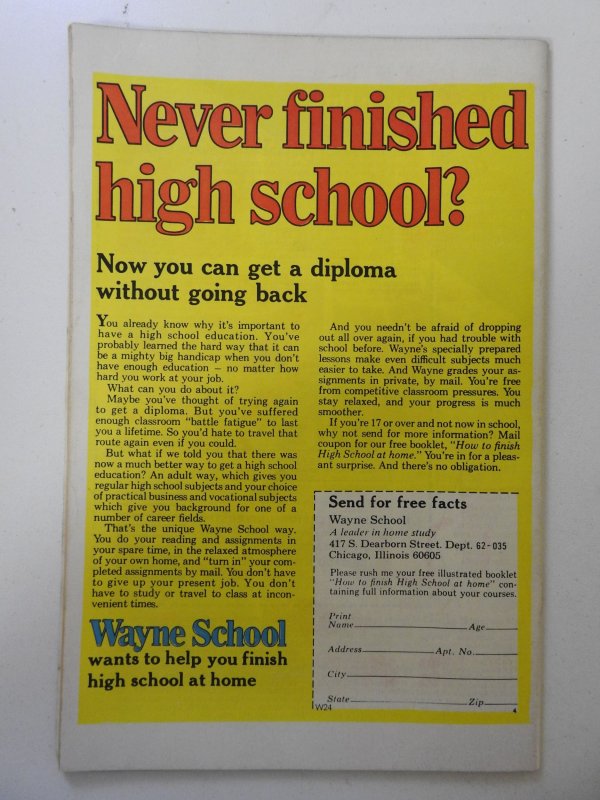 Never finished
high school?
Now you can get a diploma
without going back
You already know why it's important to
have a high school education. You've
probably learned the hard way that it can
be a mighty big handicap when you don't
have enough education — no matter how
hard you work at your job.
What can you do about it?
Maybe you've thought of trying again
to get a diploma. But you've suffered
enough classroom "battle fatigue" to last
you a lifetime. So you'd hate to travel that
route again even if you could.
But what if we told you that there was
now a much better way to get a high school
education? An adult way, which gives you
regular high school subjects and your choice
of practical business and vocational subjects
which give you background for one of a
number of career fields.
That's the unique Wayne School way.
You do your reading and assignments in
your spare time, in the relaxed atmosphere
of your own home, and "turn in" your com-
pleted assignments by mail. You don't have
to give up your present job. You don't
have to study or travel to class at incon-
venient times.
Wayne School
wants to help you finish
high school at home
And you needn't be afraid of dropping
out all over again, if you had trouble with
school before. Wayne's specially prepared
lessons make even difficult subjects much
easier to take. And Wayne grades your as-
signments in private, by mail. You're free
from competitive classroom pressures. You
stay relaxed, and your progress is much
smoother.
If you're 17 or over and not now in school,
why not send for more information? Mail
coupon for our free booklet, "How to finish
High School at home." You're in for a pleas-
ant surprise. And there's no obligation.
Send for free facts
Wayne School
A leader in home study
417 S. Dearborn Street. Dept. 62-035
Chicago, Illinois 60605
Please rush me your free illustrated booklet
"How to finish High School at home" con-
taining full information about your courses.
Print
Name Age
Address Apt. No.
City
State Zip
W24 4